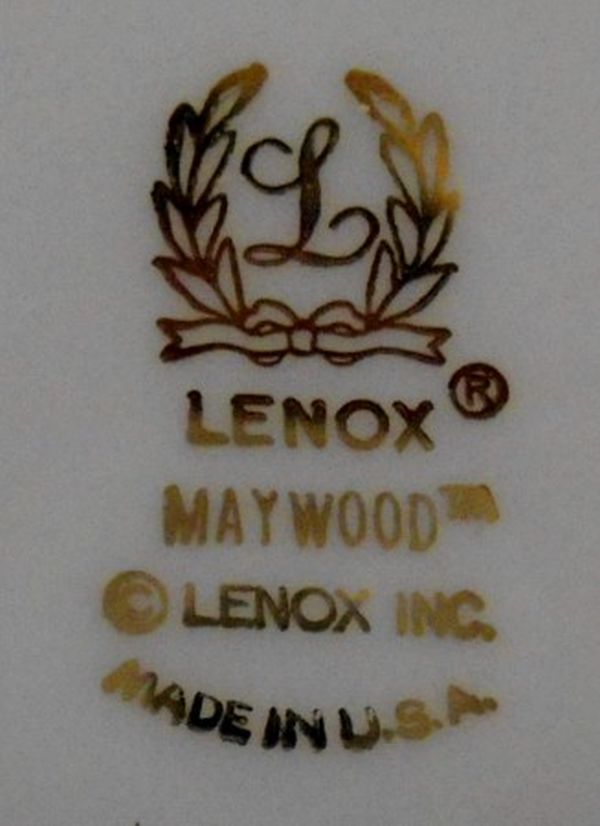 L
LENOX®
MAYWOOD™
© LENOX INC.
MADE IN U.S.A.